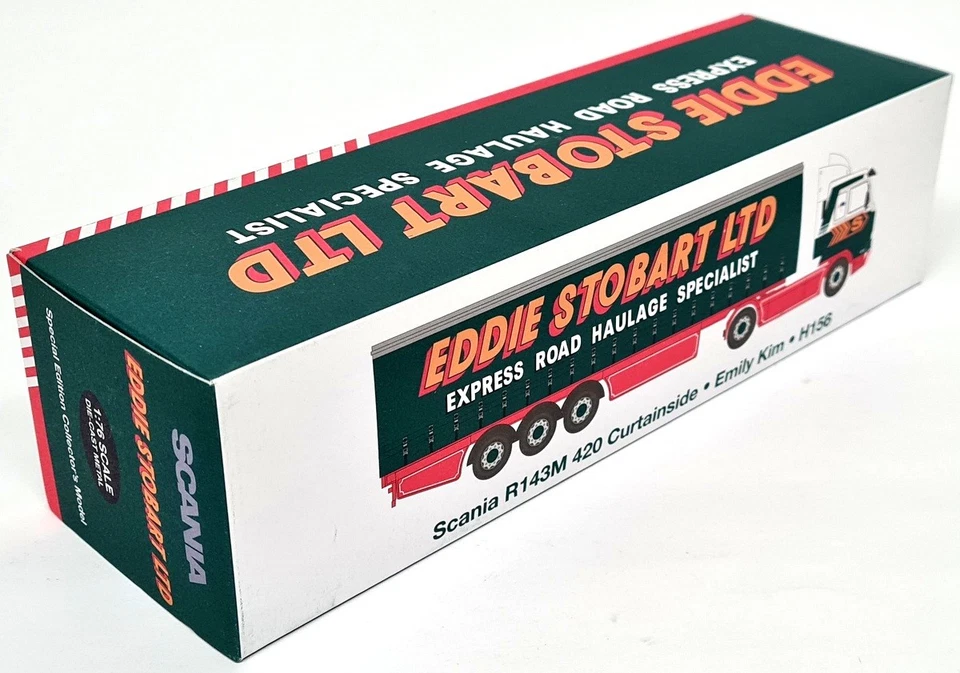 EDDIE STOBART LTD
EXPRESS ROAD HAULAGE SPECIALIST
EDDIE STOBART LTD
EXPRESS ROAD HAULAGE SPECIALIST
S
Scania R143M 420 Curtainside • Emily Kim • H156
SCANIA
EDDIE STOBART LTD
1:76 SCALE
DIE-CAST METAL
Special Edition Collector's Model